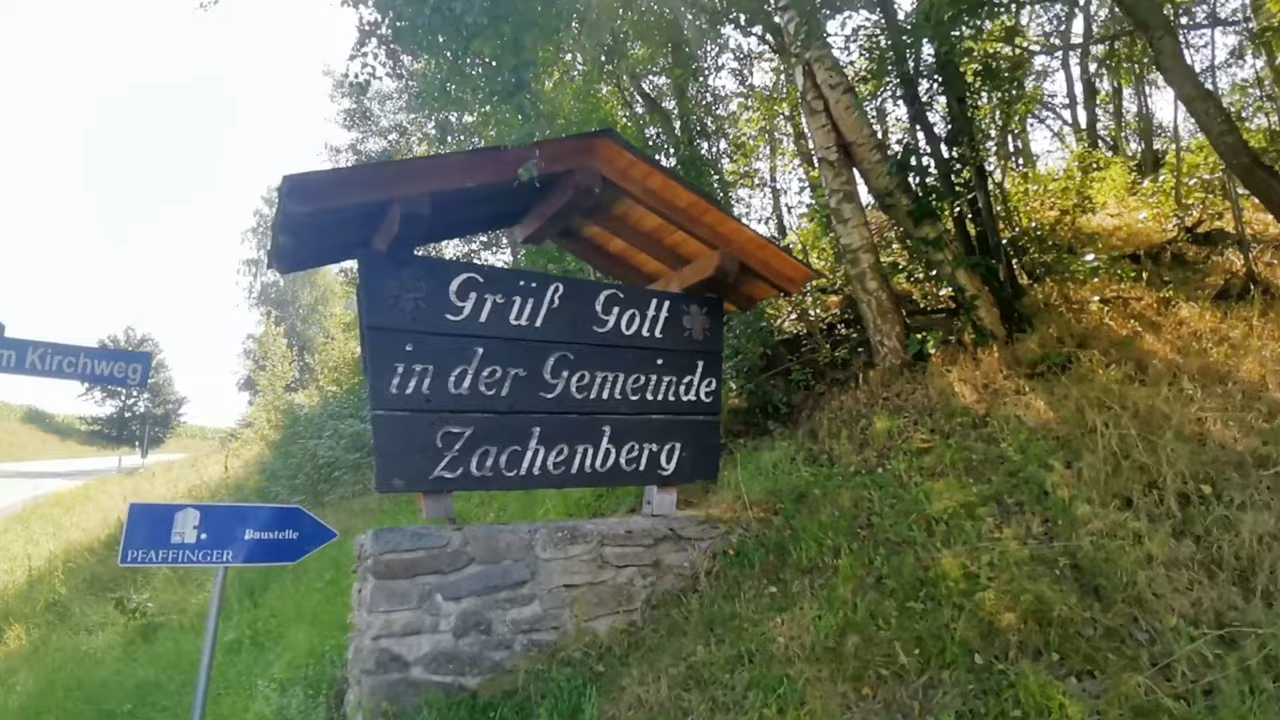 Grüß Gott
in der Gemeinde
Zachenberg
m Kirchweg
PFAFFINGER
Baustelle